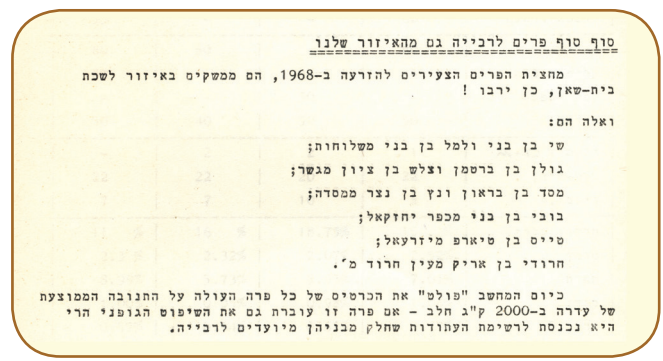 סוף סוף פרים לרבייה גם מהאיזור שלנו
מחצית הפרים הצעירים להזרעה ב-1968, הם ממשקים באיזור לשכת
בית-שאן, כן ירבו !
ואלה הם:
שי בן בני ולמל בן בני משלוחות;
גולן בן ברטמן וצלש בן ציון מגשר;
מסד בן בראון ונץ בן נצר ממסדה;
בובי בן בני מכפר יחזקאל;
טייס בן טיארפ מיזרעאל;
חרודי בן אריק מעין חרוד מ׳.
כיום המחשב "פולט" את הכרטיס של כל פרה העולה על התנובה הממוצעת
של עדרה ב-2000 ק"ג חלב - אם פרה זו עוברת גם את השיפוט הגופני הרי
היא נכנסת לרשימת העתודות שחלק מבניהן מיועדים לרבייה.